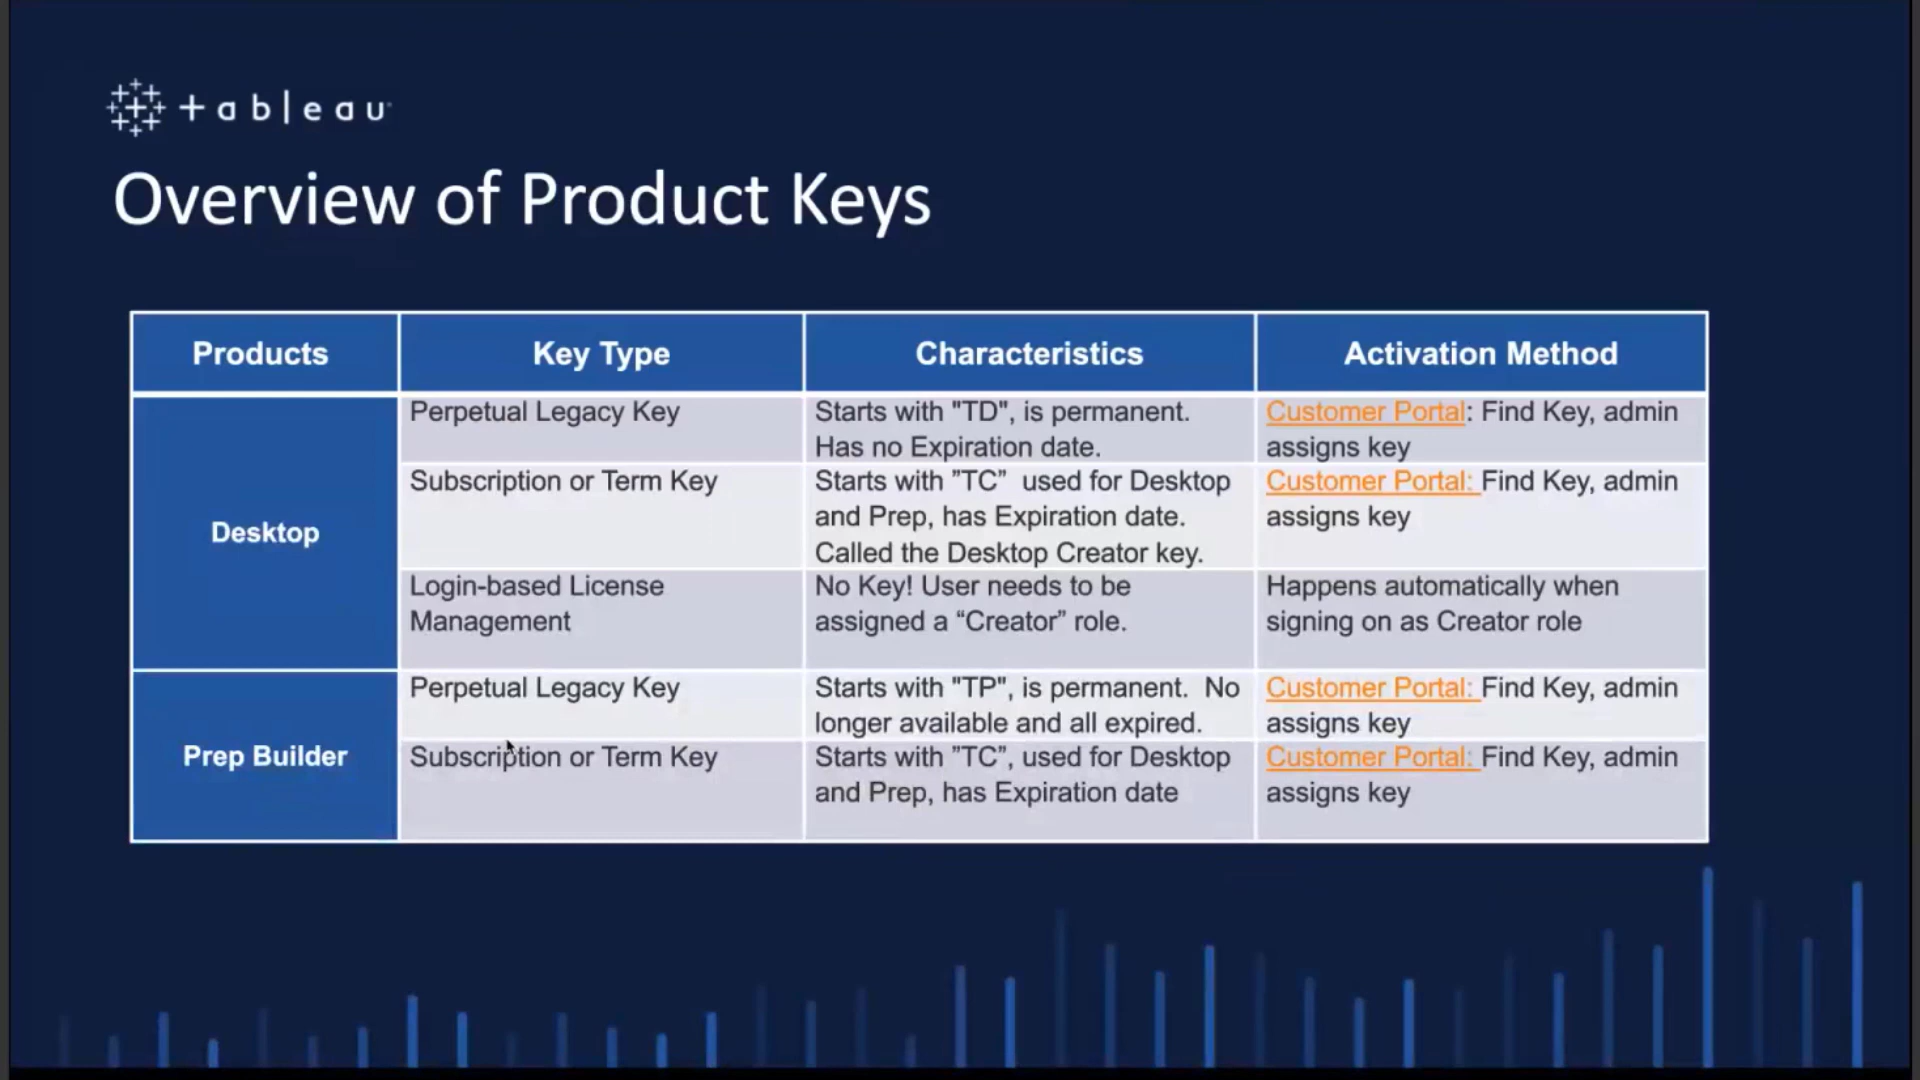 +ableau
Overview of Product Keys
Products Key Type Characteristics Activation Method
Desktop
Perpetual Legacy Key
Starts with "TD", is permanent.
Has no Expiration date.
Customer Portal: Find Key, admin
assigns key
Subscription or Term Key
Starts with ”TC”  used for Desktop
and Prep, has Expiration date.
Called the Desktop Creator key.
Customer Portal: Find Key, admin
assigns key
Login-based License
Management
No Key! User needs to be
assigned a “Creator” role.
Happens automatically when
signing on as Creator role
Prep Builder
Perpetual Legacy Key
Starts with "TP", is permanent.  No
longer available and all expired.
Customer Portal: Find Key, admin
assigns key
Subscription or Term Key
Starts with ”TC”, used for Desktop
and Prep, has Expiration date
Customer Portal: Find Key, admin
assigns key